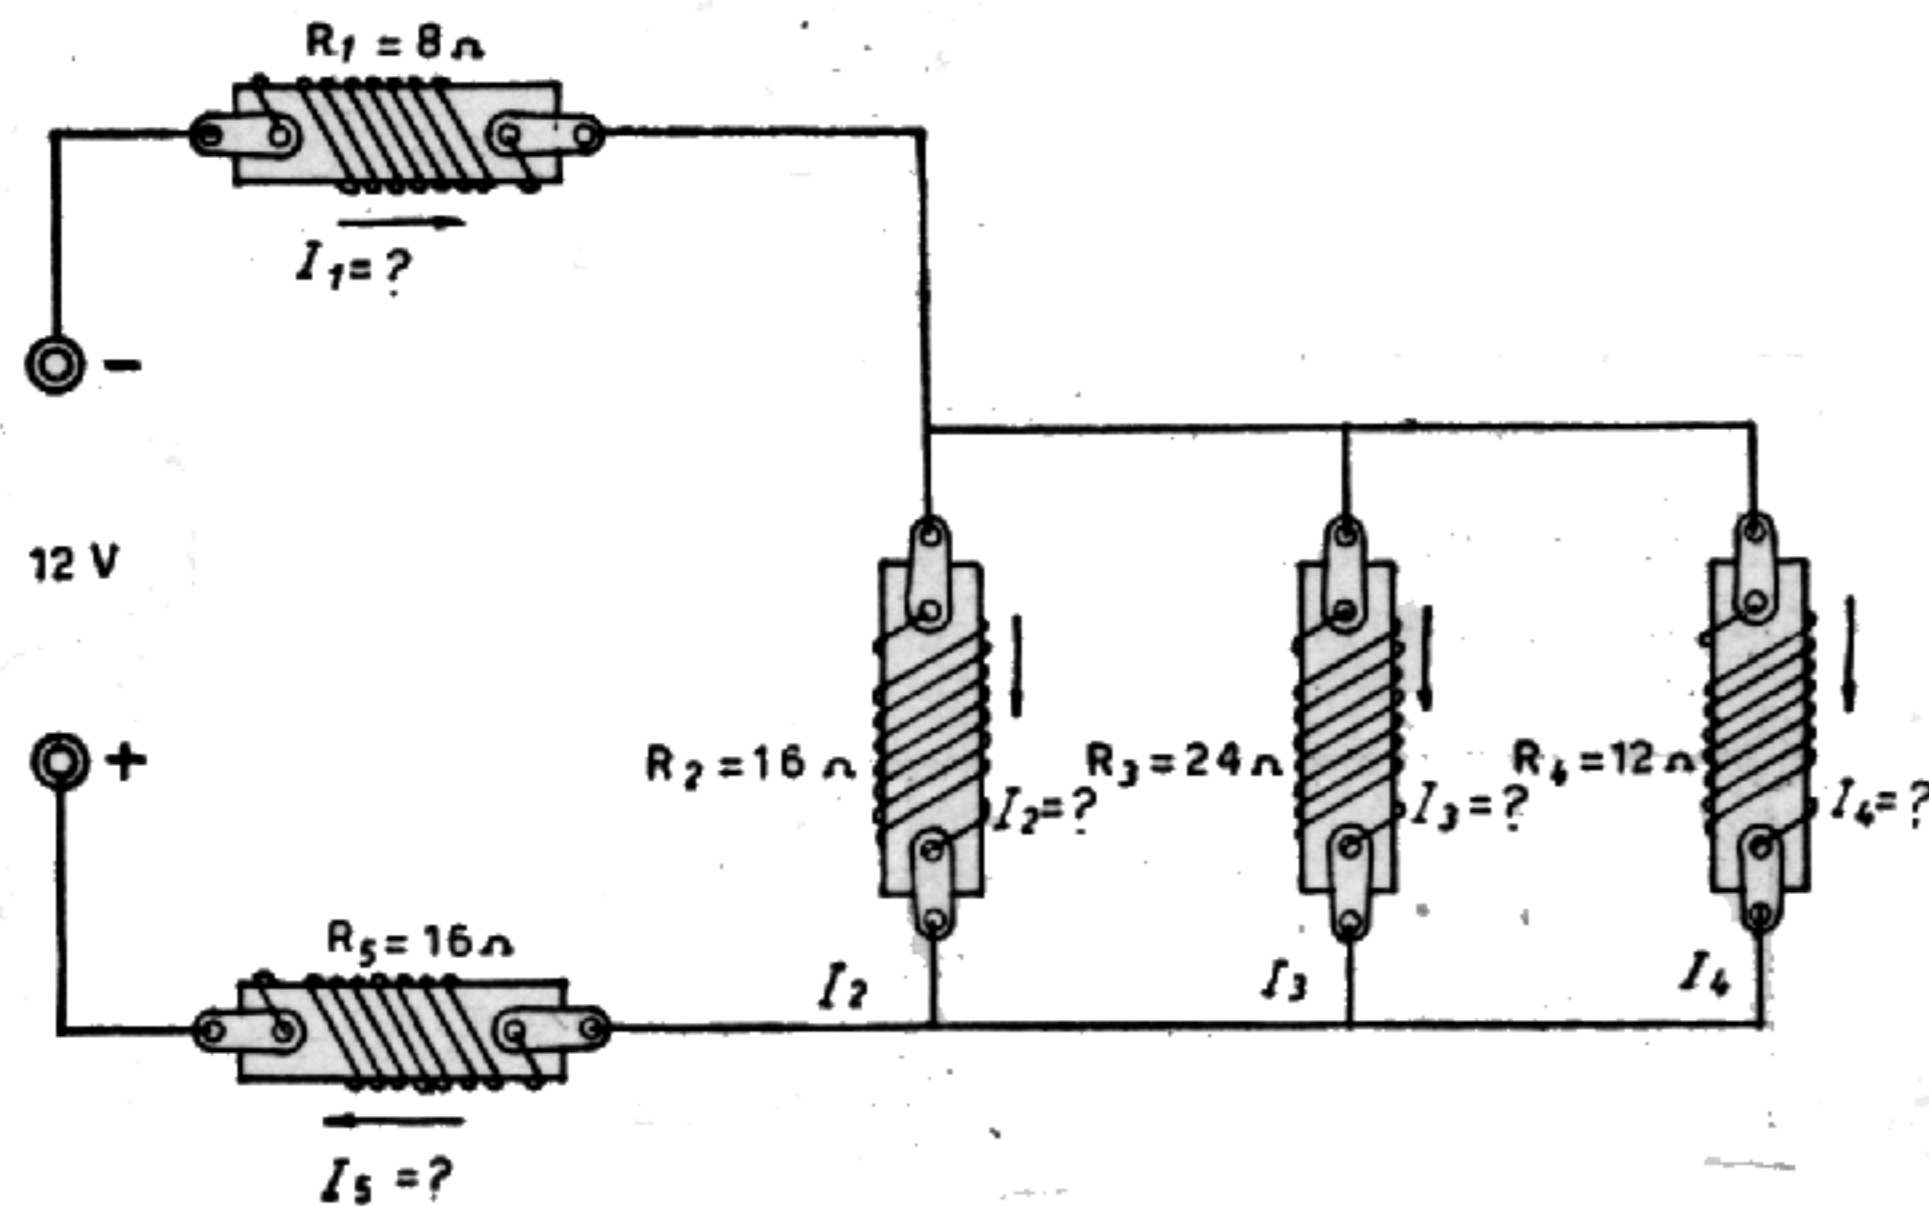 R1 = 8 Ω
I1 = ?
-
12 V
+
R2 = 16 Ω
I2 = ?
R3 = 24 Ω
I3 = ?
R4 = 12 Ω
I4 = ?
R5 = 16 Ω
I2
I3
I4
I5 = ?